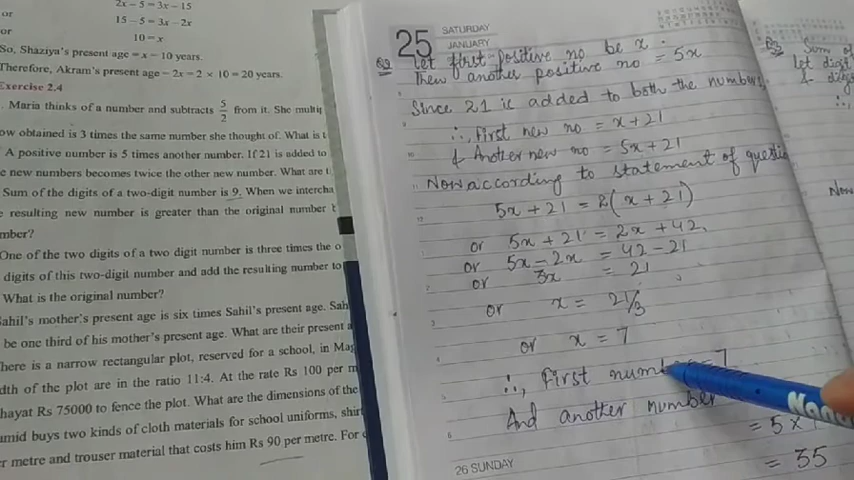 2x - 5 = 3x - 15
or
15 - 5 = 3x - 2x
or
10 = x
So, Shaziya's present age = x = 10 years.
Therefore, Akram's present age = 2x = 2 × 10 = 20 years.
Exercise 2.4
. Maria thinks of a number and subtracts 5/2 from it. She multip
ow obtained is 3 times the same number she thought of. What is t
A positive number is 5 times another number. If 21 is added to
e new numbers becomes twice the other new number. What are t
Sum of the digits of a two-digit number is 9. When we intercha
e resulting new number is greater than the original number b
mber?
One of the two digits of a two digit number is three times the o
digits of this two-digit number and add the resulting number to
What is the original number?
ahil's mother's present age is six times Sahil's present age. Sah
be one third of his mother's present age. What are their present a
here is a narrow rectangular plot, reserved for a school, in Ma
dth of the plot are in the ratio 11:4. At the rate Rs 100 per m
hayat Rs 75000 to fence the plot. What are the dimensions of the
amid buys two kinds of cloth materials for school uniforms, shir
r metre and trouser material that costs him Rs 90 per metre. For
25 SATURDAY
JANUARY
Q2 Let first positive no be x.
Then another positive no = 5x
Since 21 is added to both the numbers,
∴, First new no = x + 21
& Another new no = 5x + 21
Now according to statement of questio
5x + 21 = 2(x + 21)
or 5x + 21 = 2x + 42,
or 5x - 2x = 42 - 21
or 3x = 21
or x = 21/3
or x = 7
∴, First number = 7
And another number
= 5 ×
= 35
26 SUNDAY
Q3 Sum of
let digit
& digi
Now